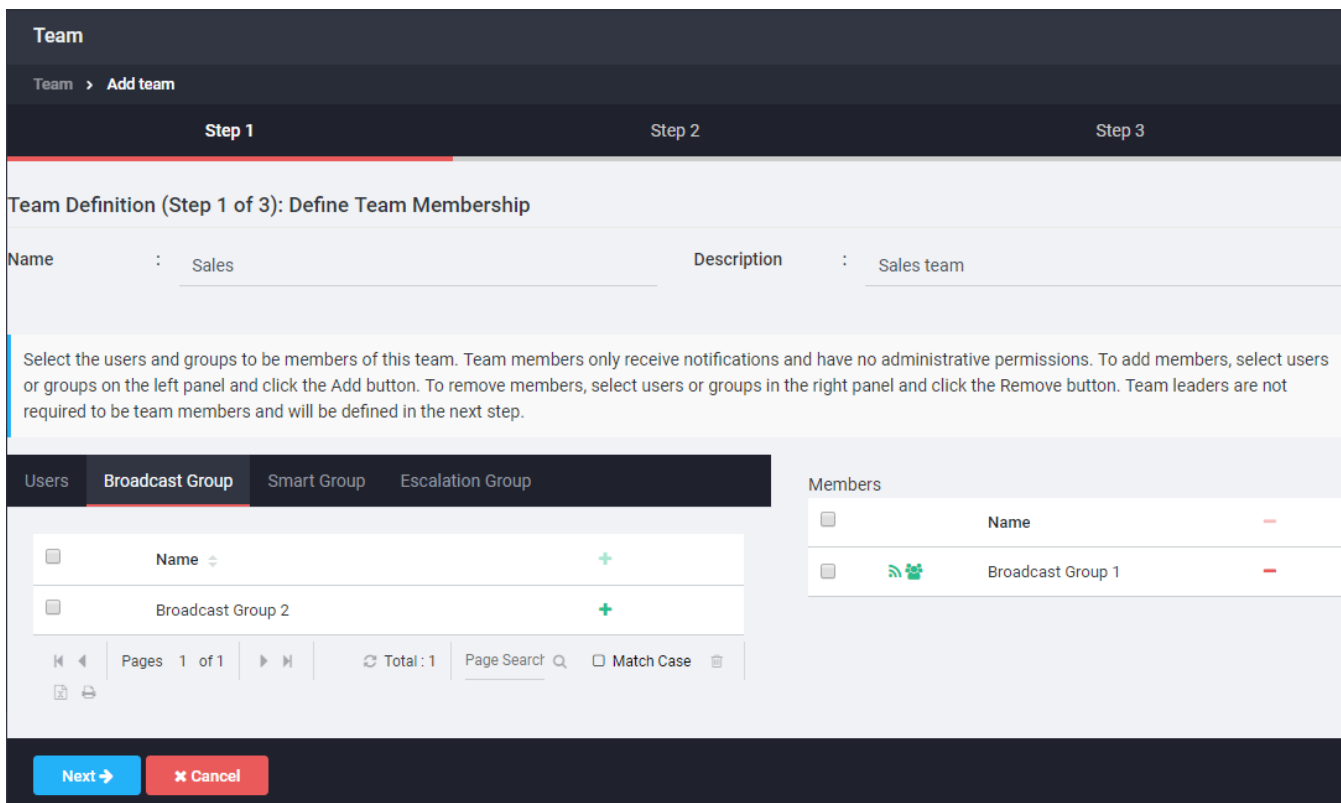 Team
Team > Add team
Step 1 Step 2 Step 3
Team Definition (Step 1 of 3): Define Team Membership
Name : Sales Description : Sales team
Select the users and groups to be members of this team. Team members only receive notifications and have no administrative permissions. To add members, select users
or groups on the left panel and click the Add button. To remove members, select users or groups in the right panel and click the Remove button. Team leaders are not
required to be team members and will be defined in the next step.
Users Broadcast Group Smart Group Escalation Group
Name
Broadcast Group 2
Pages 1 of 1 Total : 1 Page Search Match Case
Members
Name
Broadcast Group 1
Next Cancel